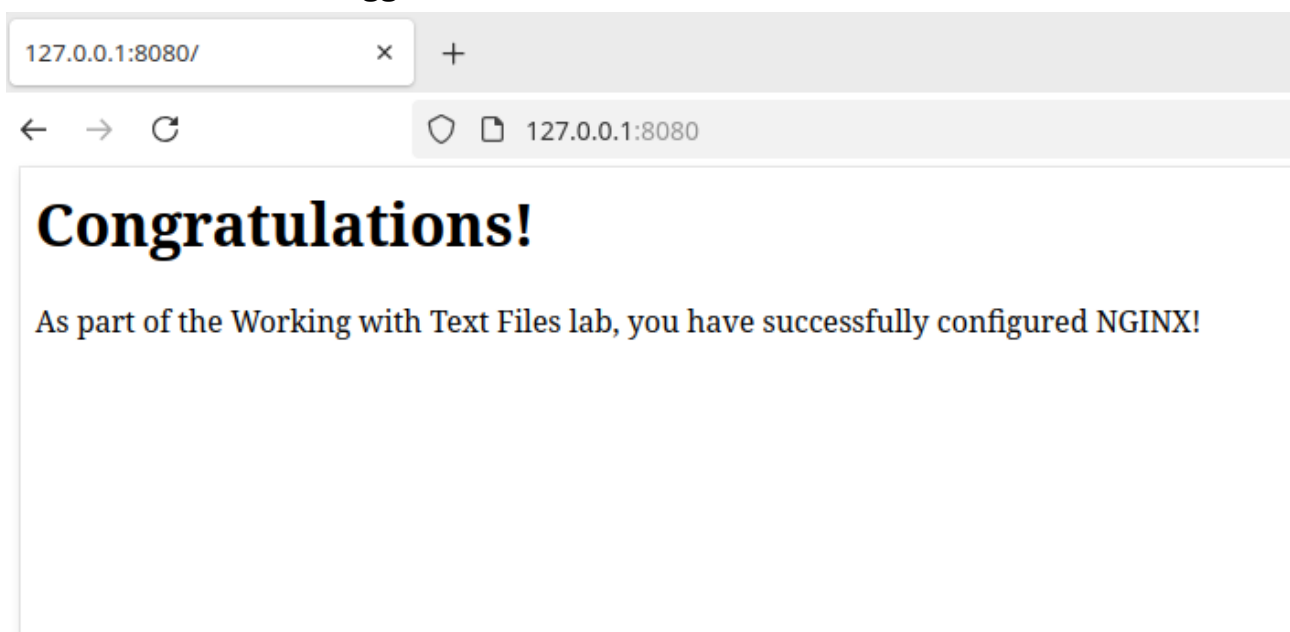 127.0.0.1:8080/
127.0.0.1:8080
Congratulations!
As part of the Working with Text Files lab, you have successfully configured NGINX!